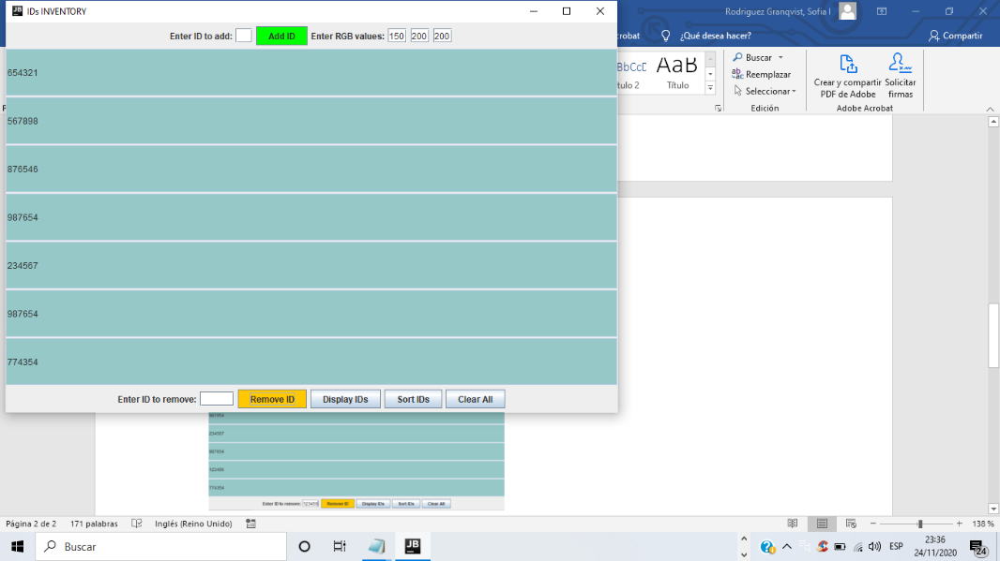 JB IDs INVENTORY
Rodriguez Granqvist, Sofia I
Enter ID to add: Add ID Enter RGB values: 150 200 200
crobat ¿Qué desea hacer? Compartir
654321
567898
876546
987654
234567
987654
774354
Enter ID to remove: Remove ID Display IDs Sort IDs Clear All
BbCcD AaB
tulo 2 Título
Buscar
Reemplazar
Seleccionar
Edición
Crear y compartir PDF de Adobe
Solicitar firmas
Adobe Acrobat
987654
234567
987654
123456
774354
Enter ID to remove: 123456 Remove ID Display IDs Sort IDs Clear All
Página 2 de 2 171 palabras Inglés (Reino Unido) 138 %
Buscar JB ESP 23:36
24/11/2020 24